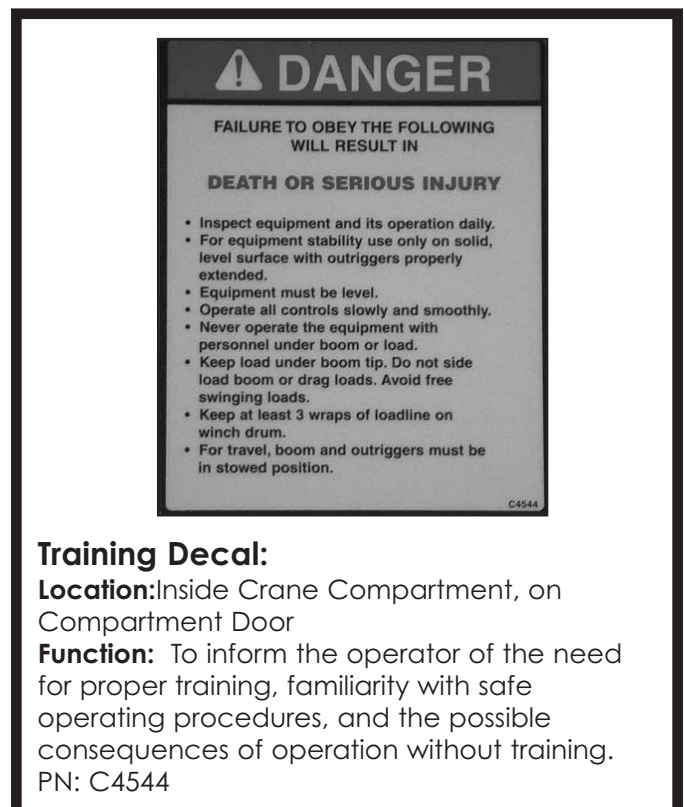 DANGER
FAILURE TO OBEY THE FOLLOWING
WILL RESULT IN
DEATH OR SERIOUS INJURY
• Inspect equipment and its operation daily.
• For equipment stability use only on solid,
level surface with outriggers properly
extended.
• Equipment must be level.
• Operate all controls slowly and smoothly.
• Never operate the equipment with
personnel under boom or load.
• Keep load under boom tip. Do not side
load boom or drag loads. Avoid free
swinging loads.
• Keep at least 3 wraps of loadline on
winch drum.
• For travel, boom and outriggers must be
in stowed position.
C4544
Training Decal:
Location:Inside Crane Compartment, on
Compartment Door
Function:  To inform the operator of the need
for proper training, familiarity with safe
operating procedures, and the possible
consequences of operation without training.
PN: C4544